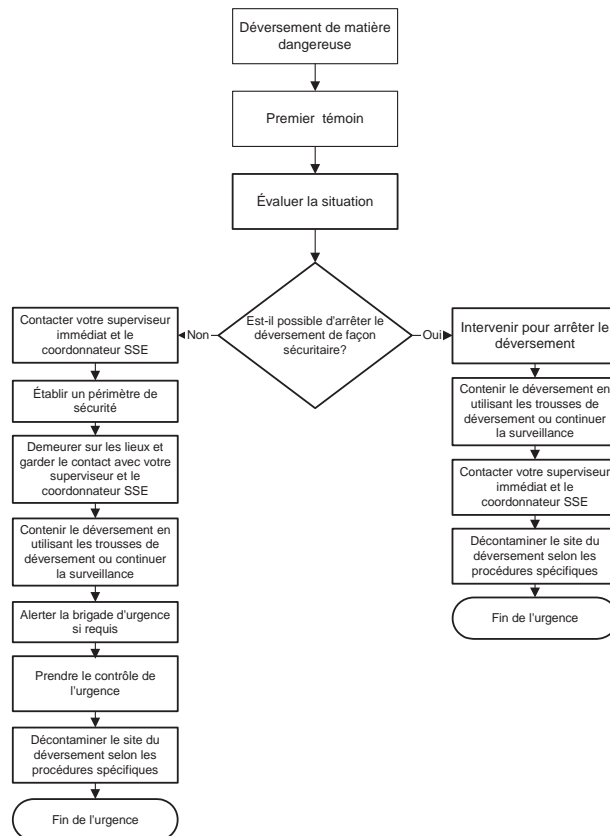 Déversement de matière
dangereuse
Premier témoin
Évaluer la situation
Est-il possible d'arrêter le
déversement de façon
sécuritaire?
Non
Oui
Contacter votre superviseur
immédiat et le
coordonnateur SSE
Établir un périmètre de
sécurité
Demeurer sur les lieux et
garder le contact avec votre
superviseur et le
coordonnateur SSE
Contenir le déversement en
utilisant les trousses de
déversement ou continuer
la surveillance
Alerter la brigade d'urgence
si requis
Prendre le contrôle de
l'urgence
Décontaminer le site du
déversement selon les
procédures spécifiques
Fin de l'urgence
Intervenir pour arrêter le
déversement
Contenir le déversement en
utilisant les trousses de
déversement ou continuer
la surveillance
Contacter votre superviseur
immédiat et le
coordonnateur SSE
Décontaminer le site du
déversement selon les
procédures spécifiques
Fin de l'urgence